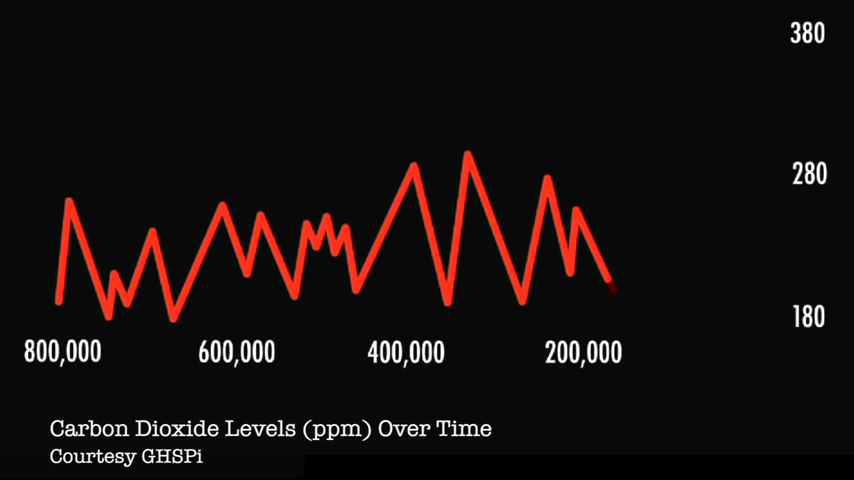 380
280
180
800,000 600,000 400,000 200,000
Carbon Dioxide Levels (ppm) Over Time
Courtesy GHSPi